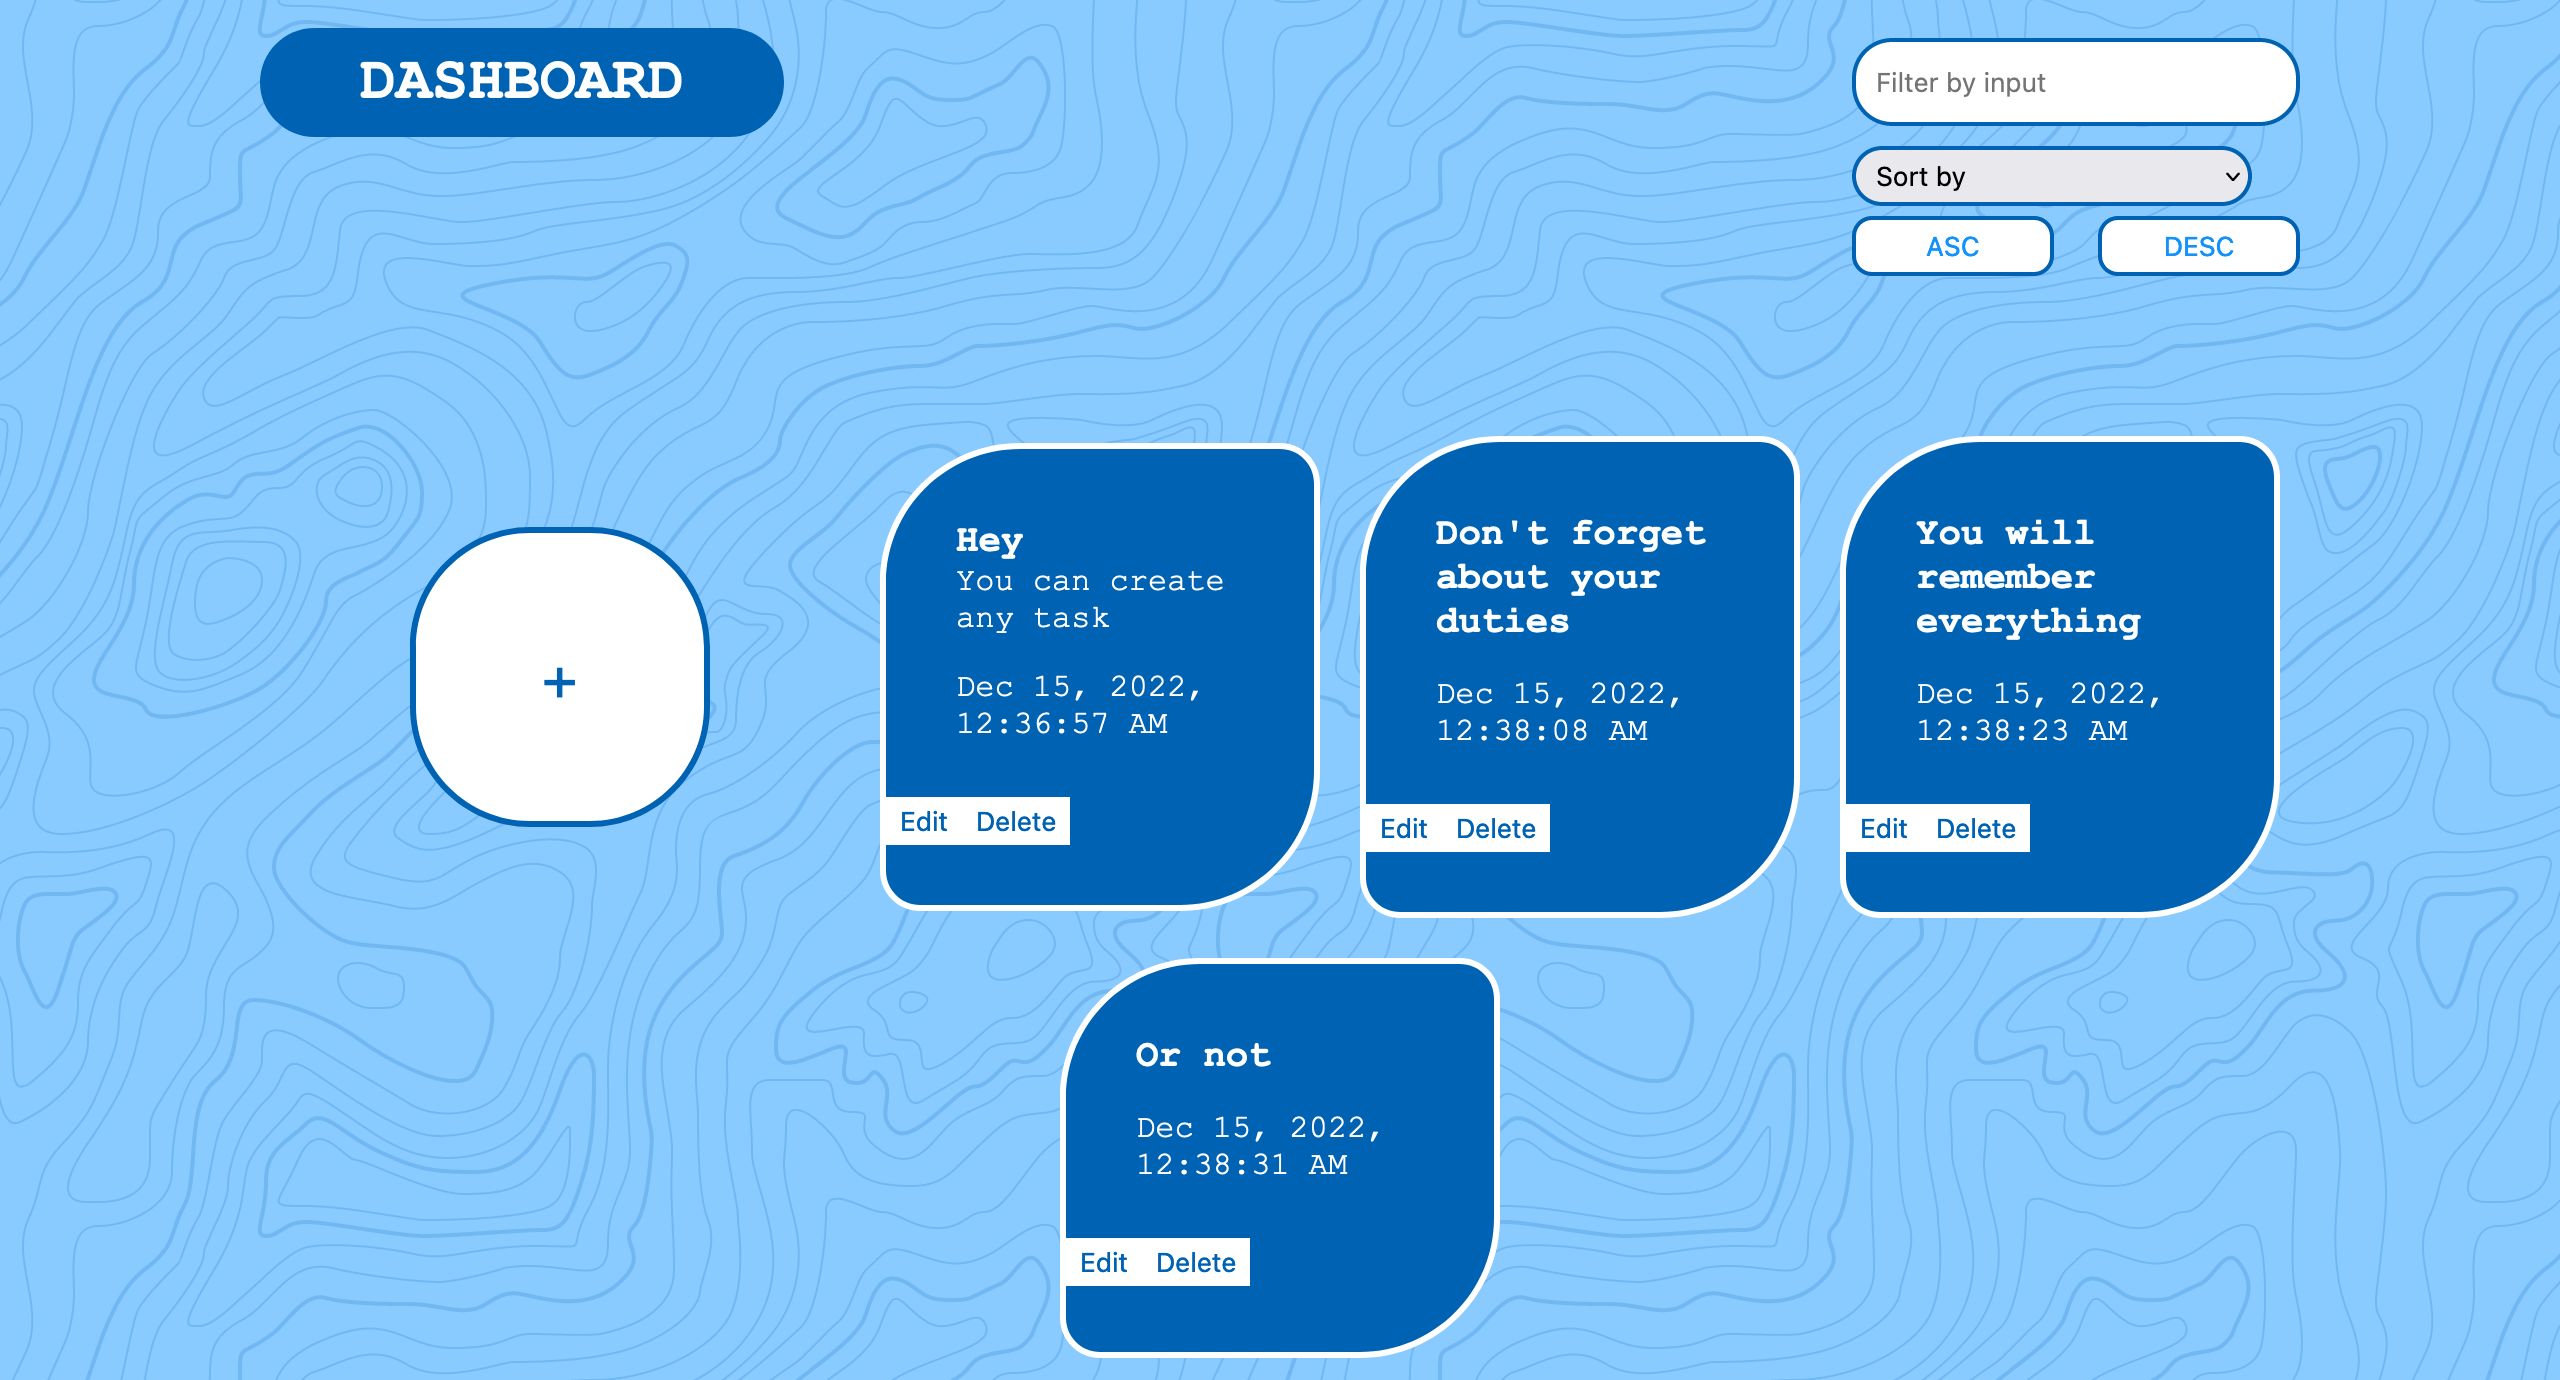 DASHBOARD
Filter by input
Sort by
ASC
DESC
+
Hey
You can create
any task
Dec 15, 2022,
12:36:57 AM
Edit
Delete
Don't forget
about your
duties
Dec 15, 2022,
12:38:08 AM
Edit
Delete
You will
remember
everything
Dec 15, 2022,
12:38:23 AM
Edit
Delete
Or not
Dec 15, 2022,
12:38:31 AM
Edit
Delete